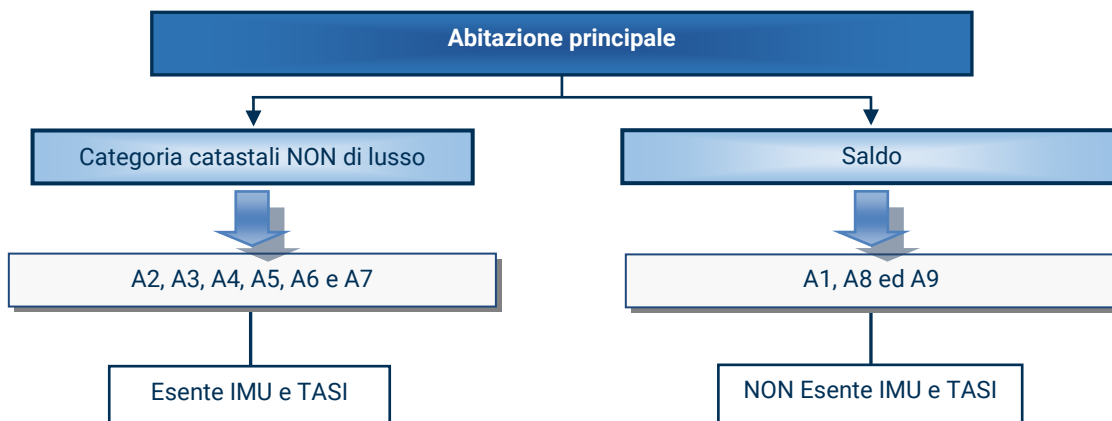 Abitazione principale
Categoria catastali NON di lusso
Saldo
A2, A3, A4, A5, A6 e A7
A1, A8 ed A9
Esente IMU e TASI
NON Esente IMU e TASI